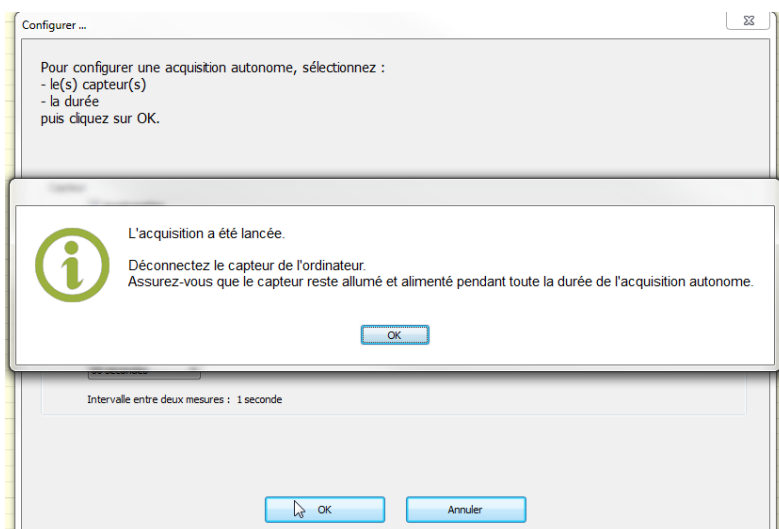 Configurer ...
Pour configurer une acquisition autonome, sélectionnez :
- le(s) capteur(s)
- la durée
puis cliquez sur OK.
L'acquisition a été lancée.
Déconnectez le capteur de l'ordinateur.
Assurez-vous que le capteur reste allumé et alimenté pendant toute la durée de l'acquisition autonome.
OK
Intervalle entre deux mesures : 1 seconde
OK
Annuler